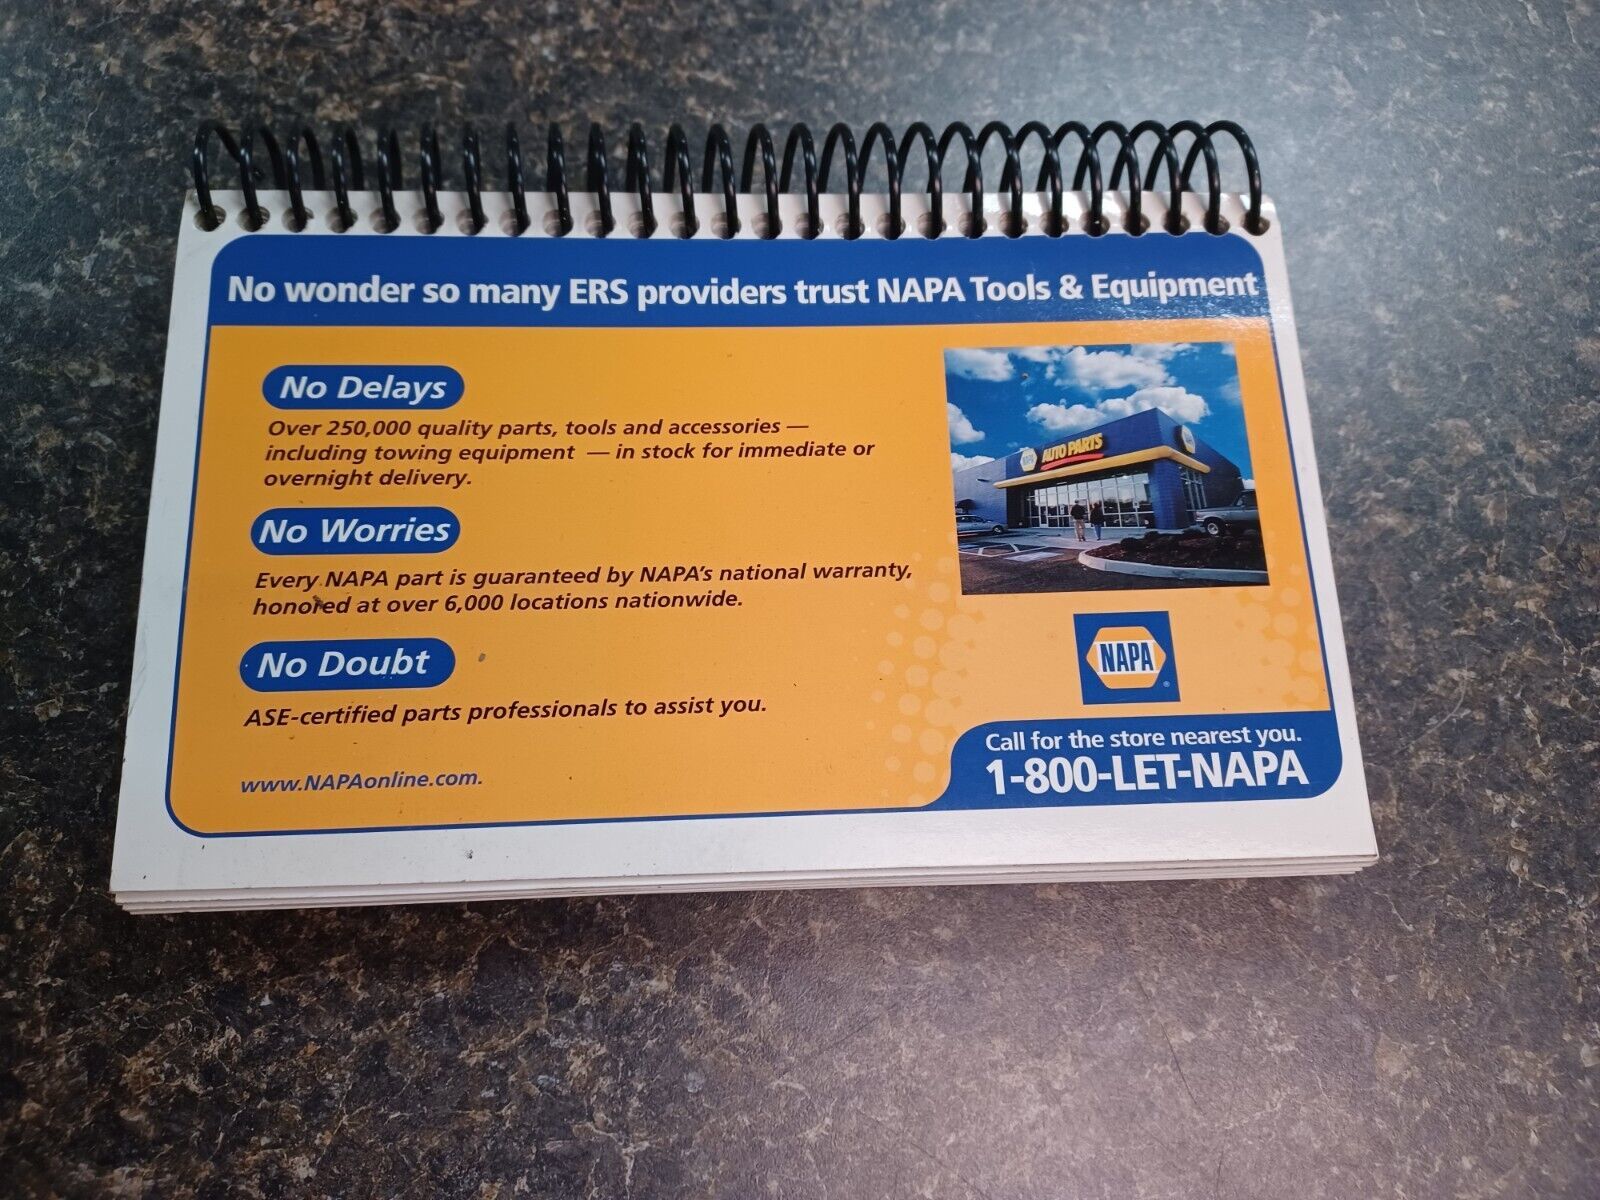 No wonder so many ERS providers trust NAPA Tools & Equipment
No Delays
Over 250,000 quality parts, tools and accessories —
including towing equipment — in stock for immediate or
overnight delivery.
No Worries
Every NAPA part is guaranteed by NAPA's national warranty,
honored at over 6,000 locations nationwide.
No Doubt
ASE-certified parts professionals to assist you.
www.NAPAonline.com.
NAPA AUTO PARTS
NAPA
®
Call for the store nearest you.
1-800-LET-NAPA